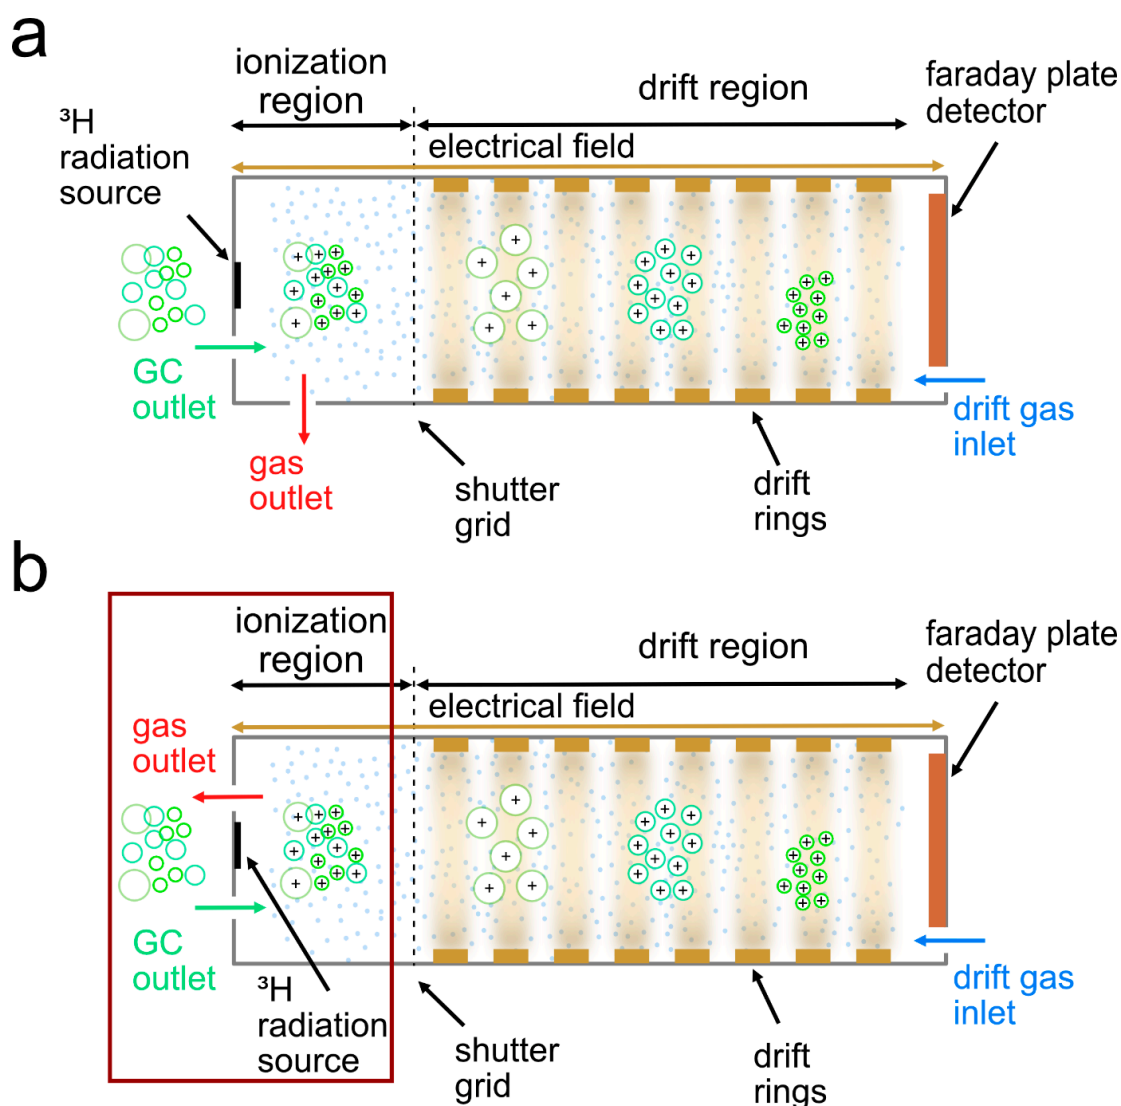 a
ionization
region
drift region
faraday plate
detector
³H
radiation
source
electrical field
GC
outlet
gas
outlet
shutter
grid
drift
rings
drift gas
inlet
b
ionization
region
drift region
faraday plate
detector
electrical field
gas
outlet
GC
outlet
³H
radiation
source
shutter
grid
drift
rings
drift gas
inlet